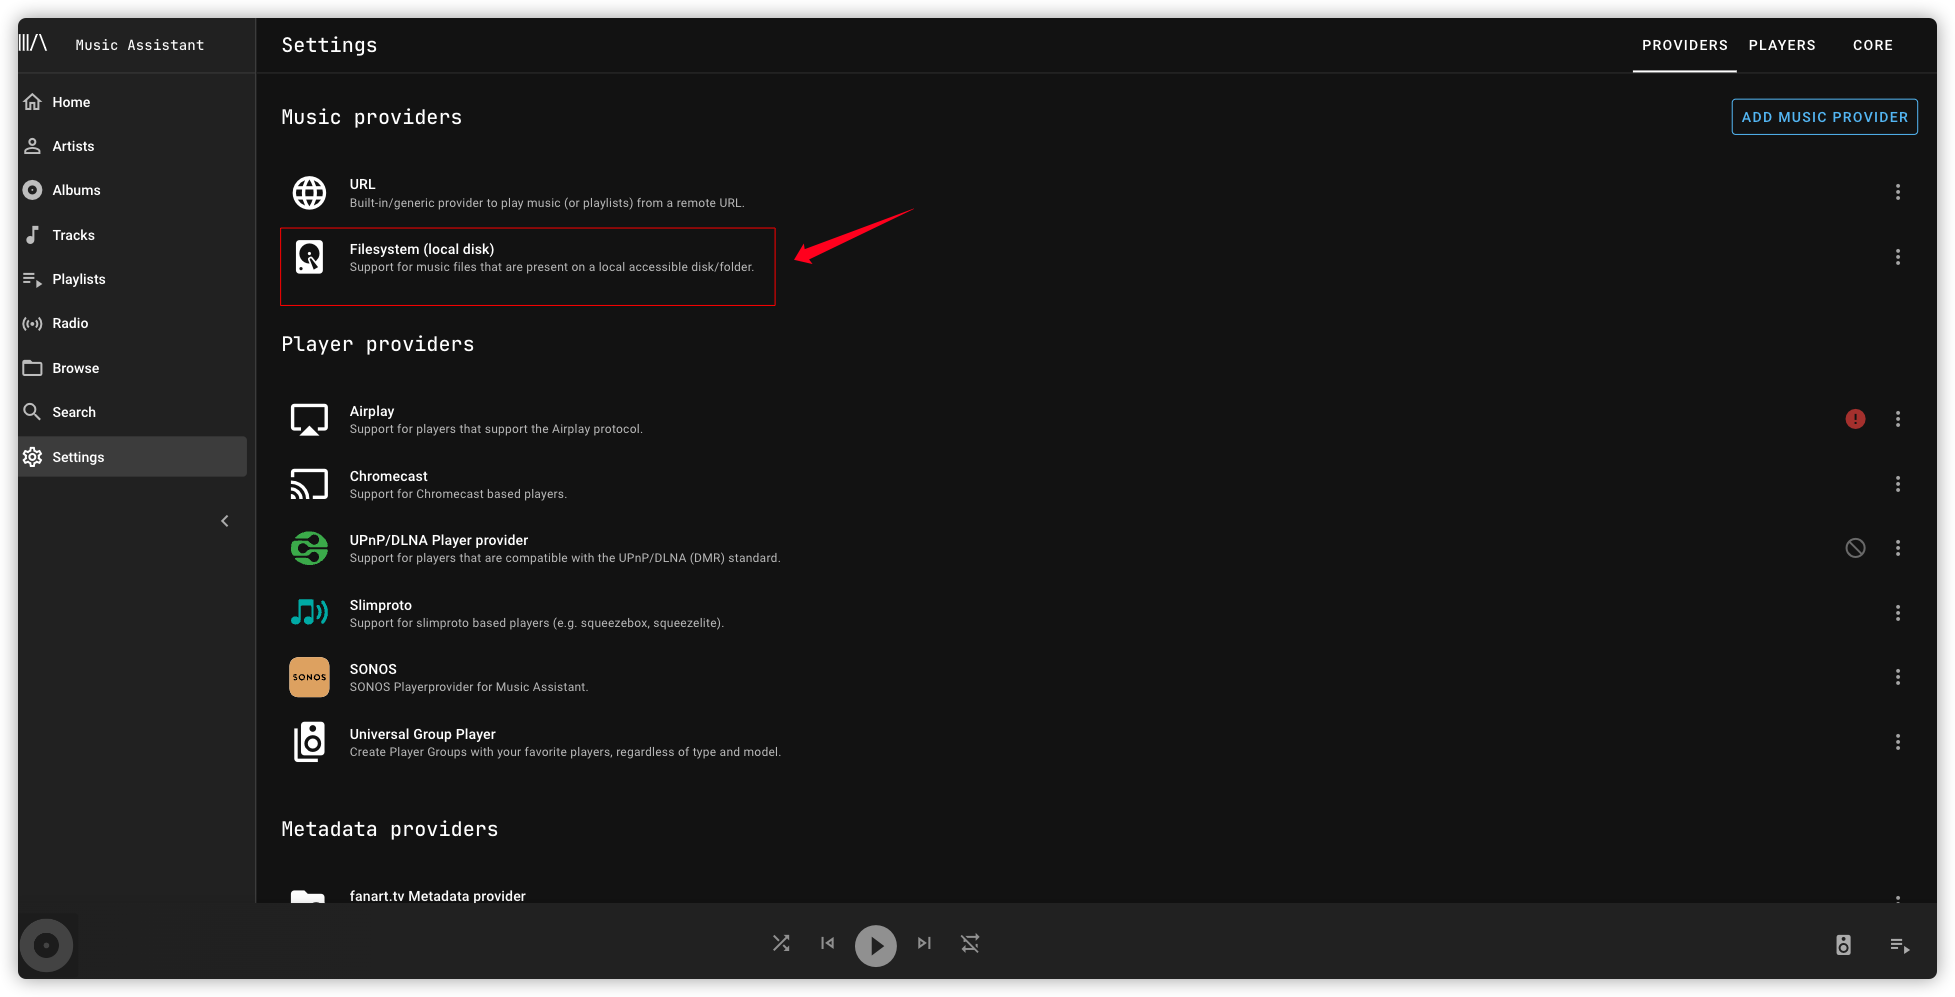 Music Assistant
Settings
PROVIDERS
PLAYERS
CORE
Home
Artists
Albums
Tracks
Playlists
Radio
Browse
Search
Settings
Music providers
ADD MUSIC PROVIDER
URL
Built-in/generic provider to play music (or playlists) from a remote URL.
Filesystem (local disk)
Support for music files that are present on a local accessible disk/folder.
Player providers
Airplay
Support for players that support the Airplay protocol.
Chromecast
Support for Chromecast based players.
UPnP/DLNA Player provider
Support for players that are compatible with the UPnP/DLNA (DMR) standard.
Slimproto
Support for slimproto based players (e.g. squeezebox, squeezelite).
SONOS
SONOS
SONOS Playerprovider for Music Assistant.
Universal Group Player
Create Player Groups with your favorite players, regardless of type and model.
Metadata providers
fanart.tv Metadata provider